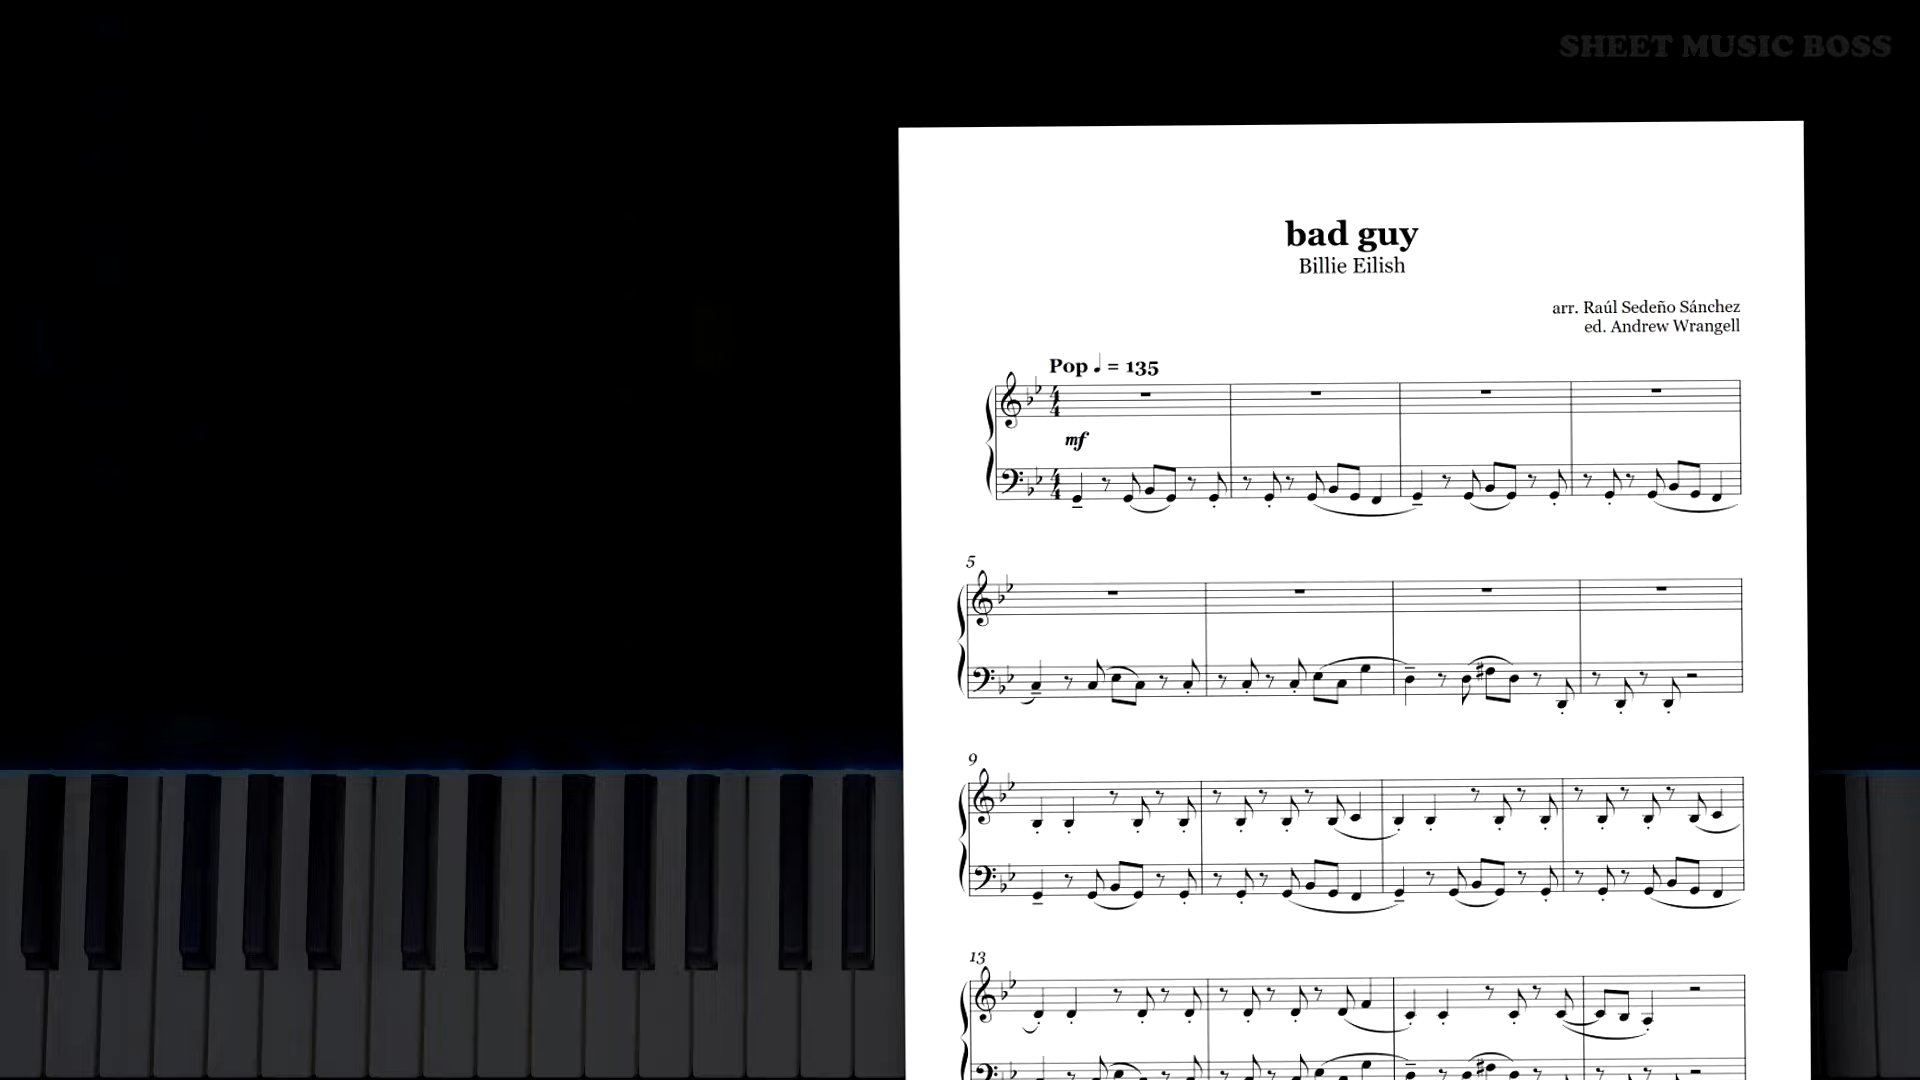 SHEET MUSIC BOSS
bad guy
Billie Eilish
arr. Raúl Sedeño Sánchez
ed. Andrew Wrangell
Pop ♩ = 135
mf
5
9
13